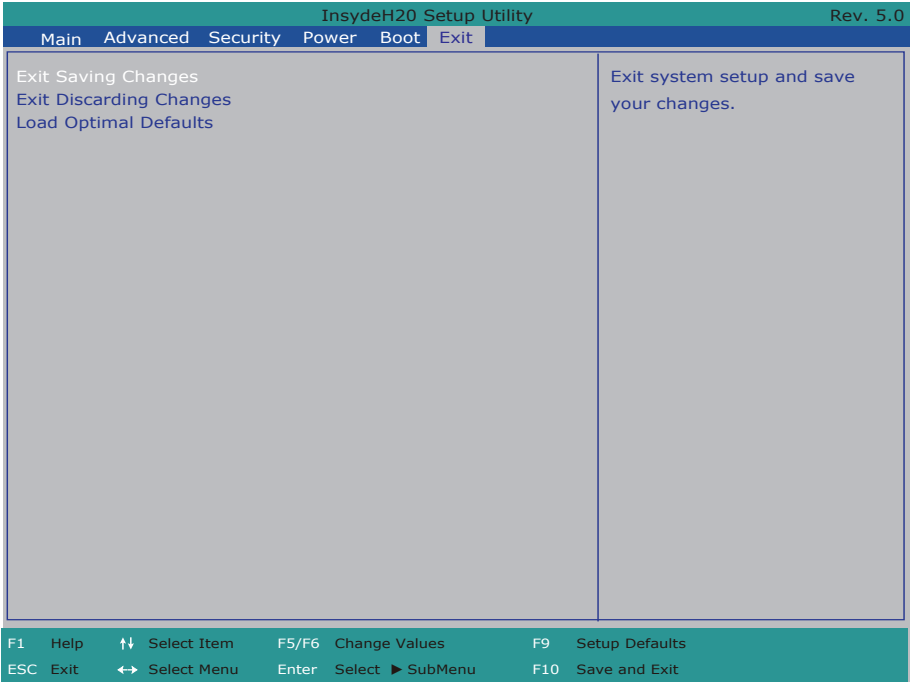 InsydeH20 Setup Utility Rev. 5.0
Main Advanced Security Power Boot Exit
Exit Saving Changes
Exit Discarding Changes
Load Optimal Defaults
Exit system setup and save
your changes.
F1 Help ↑↓ Select Item F5/F6 Change Values F9 Setup Defaults
ESC Exit ↔ Select Menu Enter Select ▶ SubMenu F10 Save and Exit